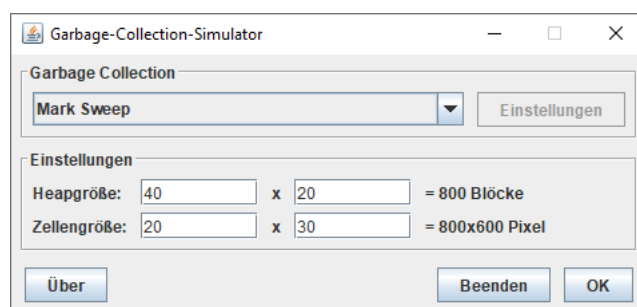 Garbage-Collection-Simulator
Garbage Collection
Mark Sweep
Einstellungen
Einstellungen
Heapgröße: 40 x 20 = 800 Blöcke
Zellengröße: 20 x 30 = 800x600 Pixel
Über Beenden OK